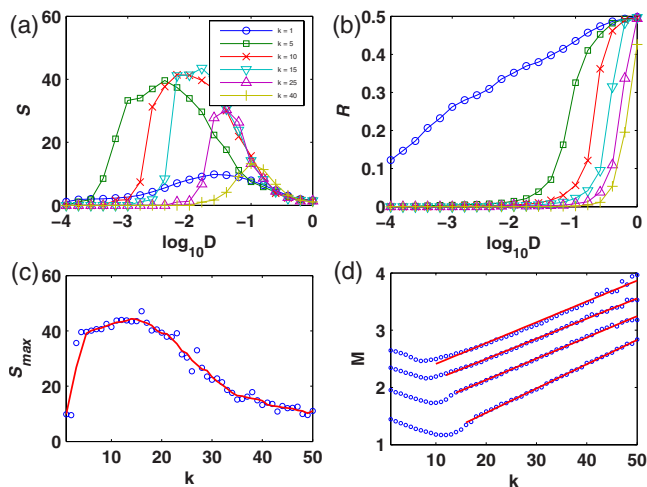 (a)
60
40
20
0
S
−4
−3
−2
−1
0
log10D
k = 1
k = 5
k = 10
k = 15
k = 25
k = 40
(b)
0.5
0.4
0.3
0.2
0.1
0
R
−4
−3
−2
−1
0
log10D
(c)
60
40
20
0
Smax
10
20
30
40
50
k
(d)
4
3
2
1
M
10
20
30
40
50
k